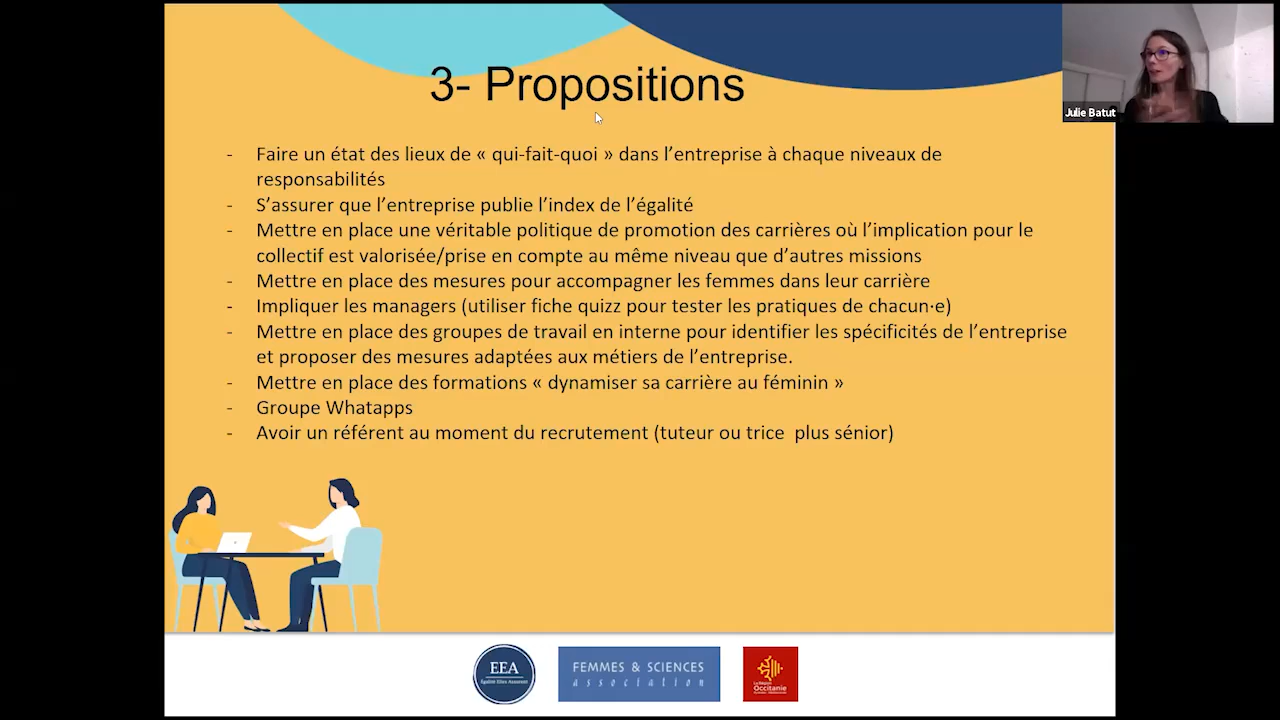 3- Propositions
Julie Batut
- Faire un état des lieux de « qui-fait-quoi » dans l'entreprise à chaque niveaux de
responsabilités
- S'assurer que l'entreprise publie l'index de l'égalité
- Mettre en place une véritable politique de promotion des carrières où l'implication pour le
collectif est valorisée/prise en compte au même niveau que d'autres missions
- Mettre en place des mesures pour accompagner les femmes dans leur carrière
- Impliquer les managers (utiliser fiche quizz pour tester les pratiques de chacun·e)
- Mettre en place des groupes de travail en interne pour identifier les spécificités de l'entreprise
et proposer des mesures adaptées aux métiers de l'entreprise.
- Mettre en place des formations « dynamiser sa carrière au féminin »
- Groupe Whatapps
- Avoir un référent au moment du recrutement (tuteur ou trice plus sénior)
EEA
FEMMES & SCIENCES
association
La Région
Occitanie